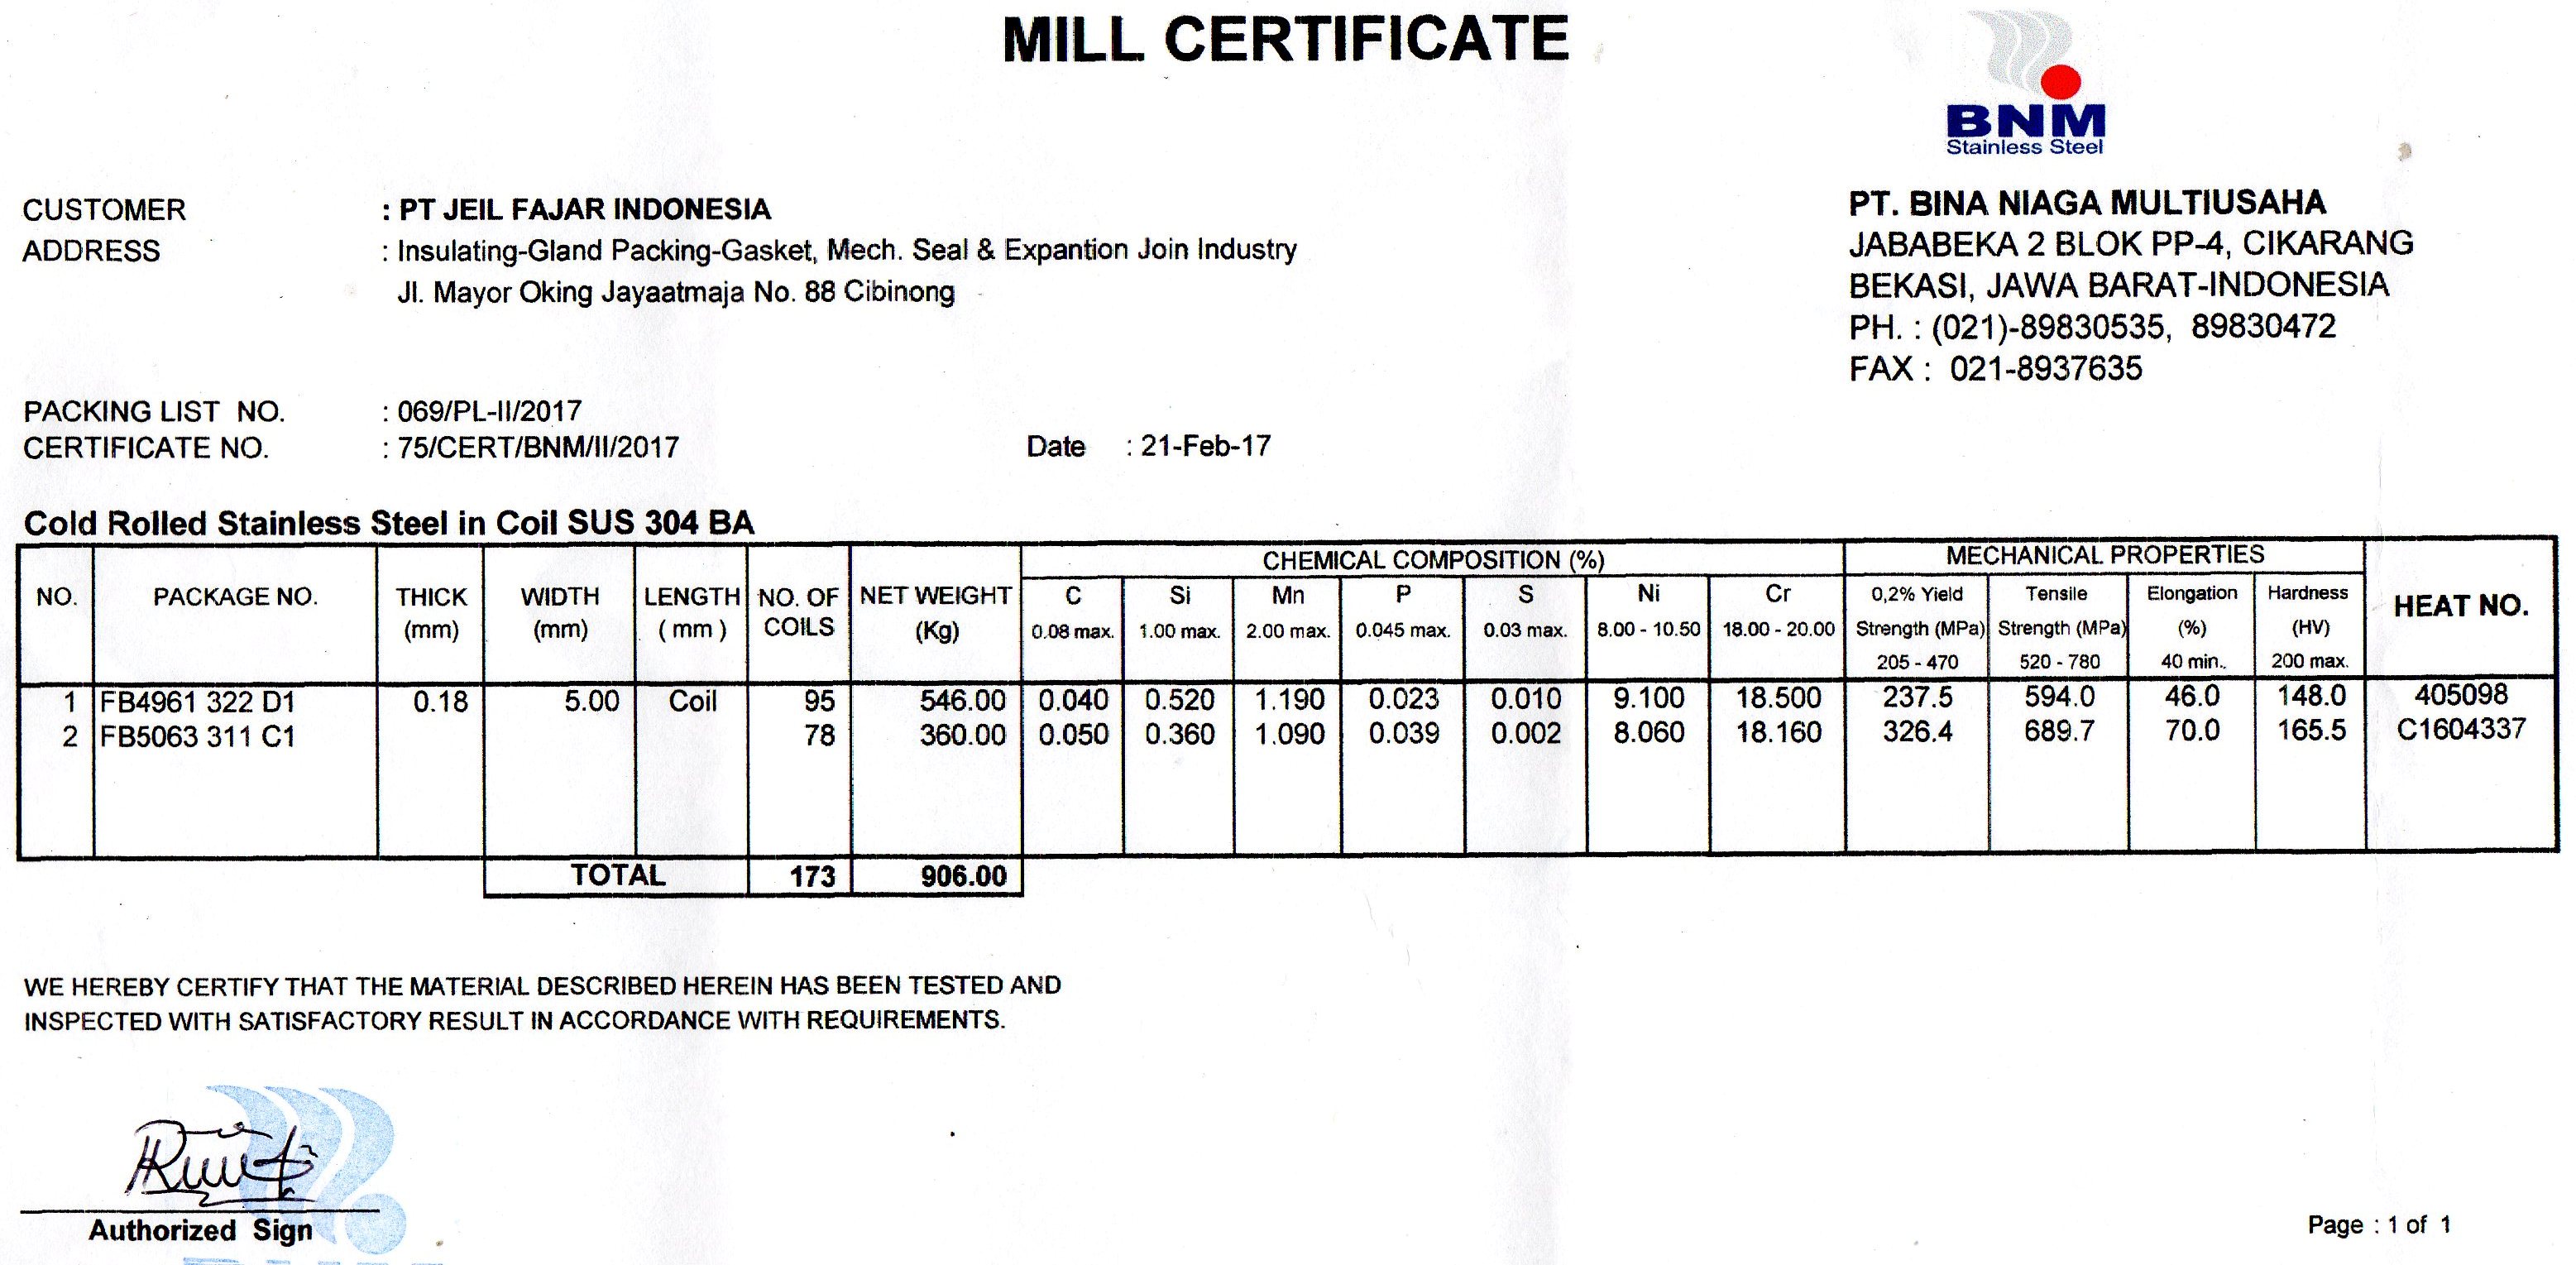 MILL CERTIFICATE
BNM
Stainless Steel
CUSTOMER : PT JEIL FAJAR INDONESIA
ADDRESS : Insulating-Gland Packing-Gasket, Mech. Seal & Expantion Join Industry
Jl. Mayor Oking Jayaatmaja No. 88 Cibinong
PT. BINA NIAGA MULTIUSAHA
JABABEKA 2 BLOK PP-4, CIKARANG
BEKASI, JAWA BARAT-INDONESIA
PH. : (021)-89830535, 89830472
FAX : 021-8937635
PACKING LIST NO. : 069/PL-II/2017
CERTIFICATE NO. : 75/CERT/BNM/II/2017 Date : 21-Feb-17
Cold Rolled Stainless Steel in Coil SUS 304 BA
CHEMICAL COMPOSITION (%) MECHANICAL PROPERTIES
NO. PACKAGE NO. THICK WIDTH LENGTH NO. OF NET WEIGHT C Si Mn P S Ni Cr 0,2% Yield Tensile Elongation Hardness HEAT NO.
(mm) (mm) ( mm ) COILS (Kg) 0.08 max. 1.00 max. 2.00 max. 0.045 max. 0.03 max. 8.00 - 10.50 18.00 - 20.00 Strength (MPa) Strength (MPa) (%) (HV)
205 - 470 520 - 780 40 min.. 200 max.
1 FB4961 322 D1 0.18 5.00 Coil 95 546.00 0.040 0.520 1.190 0.023 0.010 9.100 18.500 237.5 594.0 46.0 148.0 405098
2 FB5063 311 C1 78 360.00 0.050 0.360 1.090 0.039 0.002 8.060 18.160 326.4 689.7 70.0 165.5 C1604337
TOTAL 173 906.00
WE HEREBY CERTIFY THAT THE MATERIAL DESCRIBED HEREIN HAS BEEN TESTED AND
INSPECTED WITH SATISFACTORY RESULT IN ACCORDANCE WITH REQUIREMENTS.
Authorized Sign
Page : 1 of 1